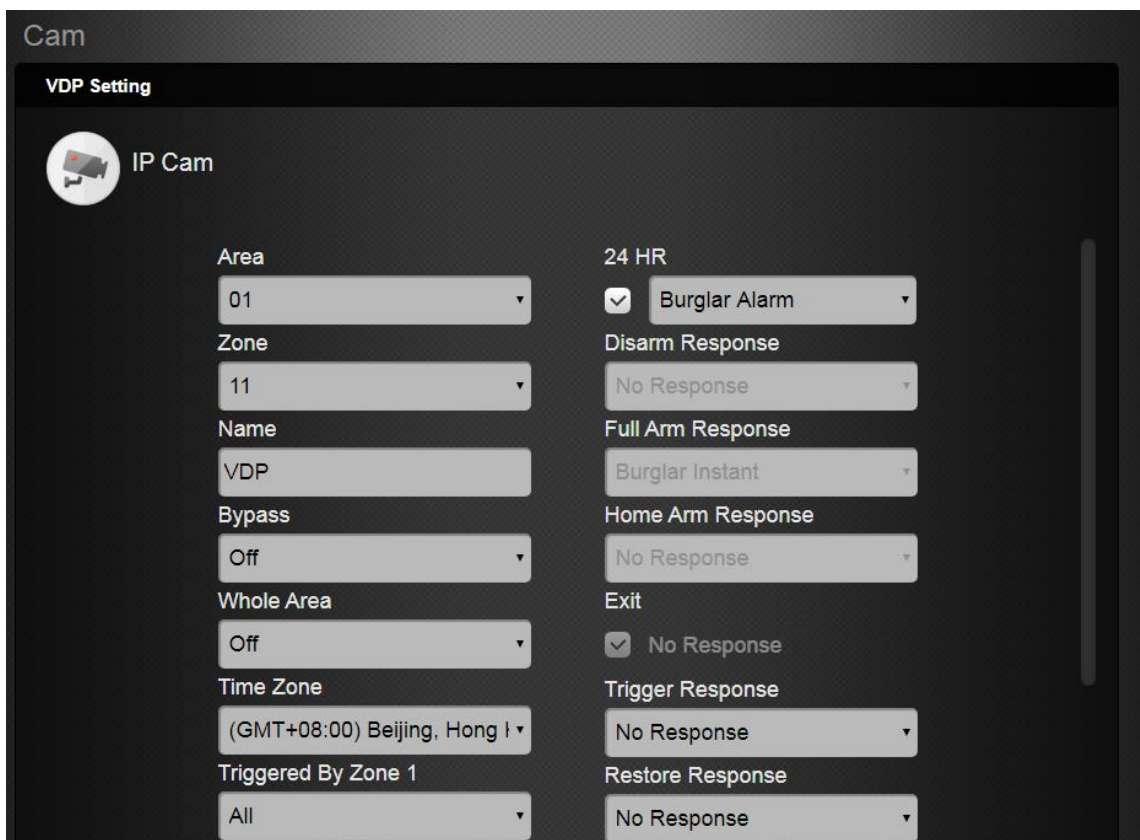 Cam
VDP Setting
IP Cam
Area
01
Zone
11
Name
VDP
Bypass
Off
Whole Area
Off
Time Zone
(GMT+08:00) Beijing, Hong
Triggered By Zone 1
All
24 HR
Burglar Alarm
Disarm Response
No Response
Full Arm Response
Burglar Instant
Home Arm Response
No Response
Exit
No Response
Trigger Response
No Response
Restore Response
No Response